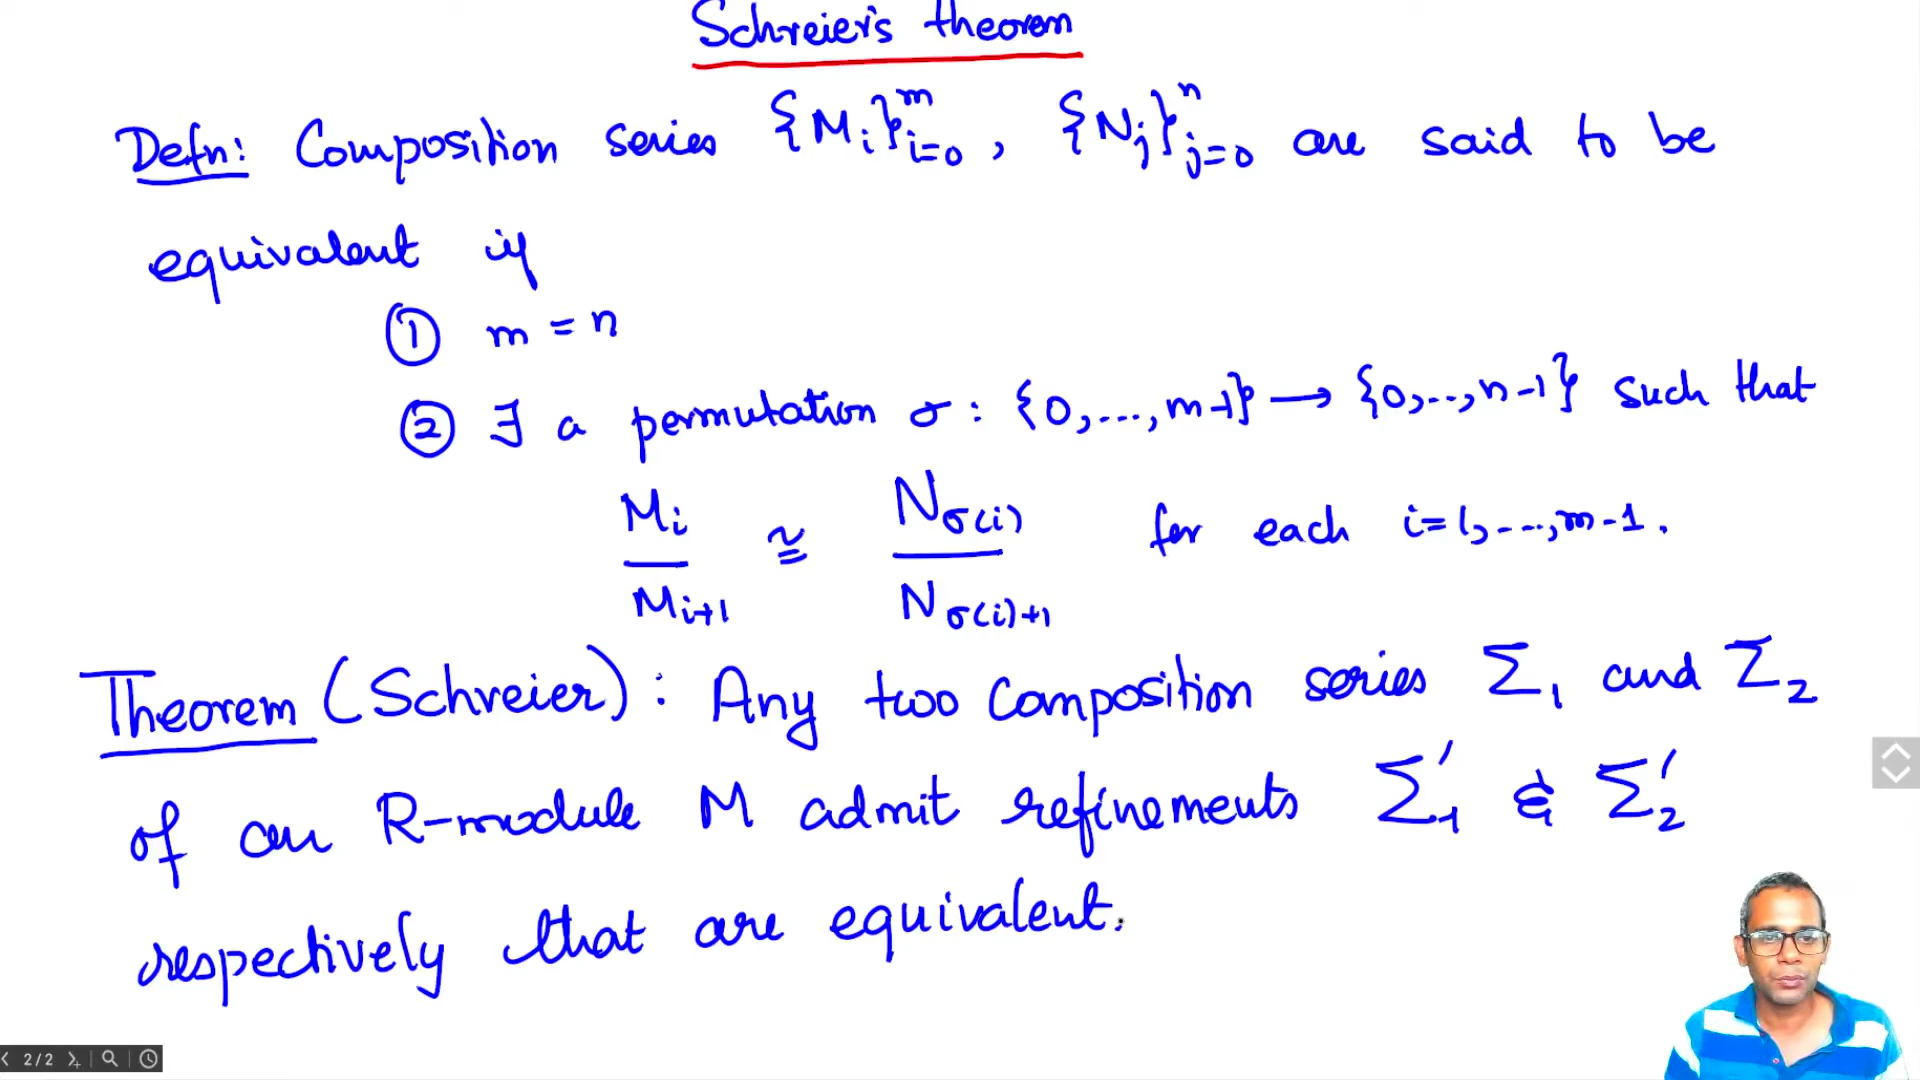 Schreier's theorem
Defn: Composition series {M_i}_{i=0}^m, {N_j}_{j=0}^n are said to be
equivalent if
① m = n
② ∃ a permutation σ: {0,...,m-1} → {0,...,n-1} such that
M_i/M_{i+1} ≅ N_{σ(i)}/N_{σ(i)+1} for each i=1,...,m-1.
Theorem (Schreier): Any two composition series Σ_1 and Σ_2
of an R-module M admit refinements Σ'_1 & Σ'_2
respectively that are equivalent.
2/2